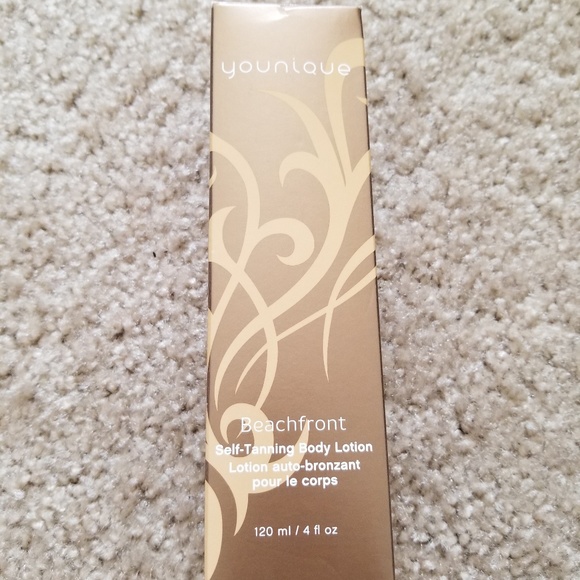 younique
Beachfront
Self-Tanning Body Lotion
Lotion auto-bronzant
pour le corps
120 ml / 4 fl oz